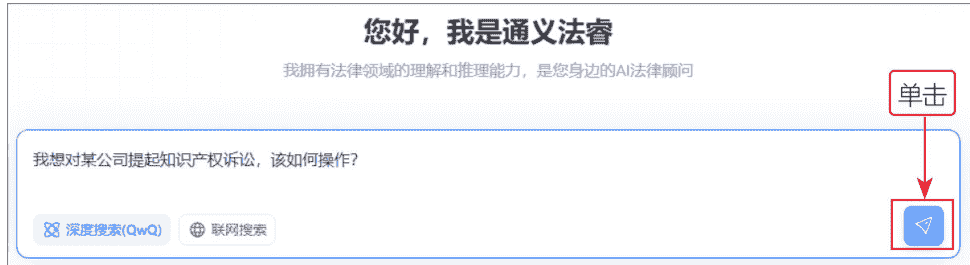 您好，我是通义法睿
我拥有法律领域的理解和推理能力，是您身边的AI法律顾问
单击
我想对某公司提起知识产权诉讼，该如何操作？
深度搜索(QwQ) 联网搜索